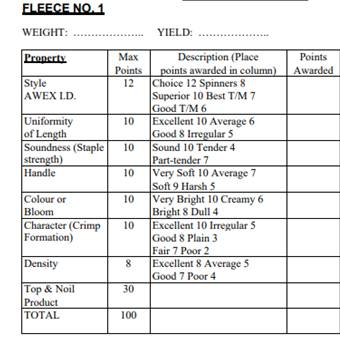 FLEECE NO. 1
WEIGHT: ……………….. YIELD: ………………..
Property Max Points Description (Place points awarded in column) Points Awarded
Style AWEX I.D. 12 Choice 12 Spinners 8
Superior 10 Best T/M 7
Good T/M 6
Uniformity of Length 10 Excellent 10 Average 6
Good 8 Irregular 5
Soundness (Staple strength) 10 Sound 10 Tender 4
Part-tender 7
Handle 10 Very Soft 10 Average 7
Soft 9 Harsh 5
Colour or Bloom 10 Very Bright 10 Creamy 6
Bright 8 Dull 4
Character (Crimp Formation) 10 Excellent 10 Irregular 5
Good 8 Plain 3
Fair 7 Poor 2
Density 8 Excellent 8 Average 5
Good 7 Poor 4
Top & Noil Product 30
TOTAL 100